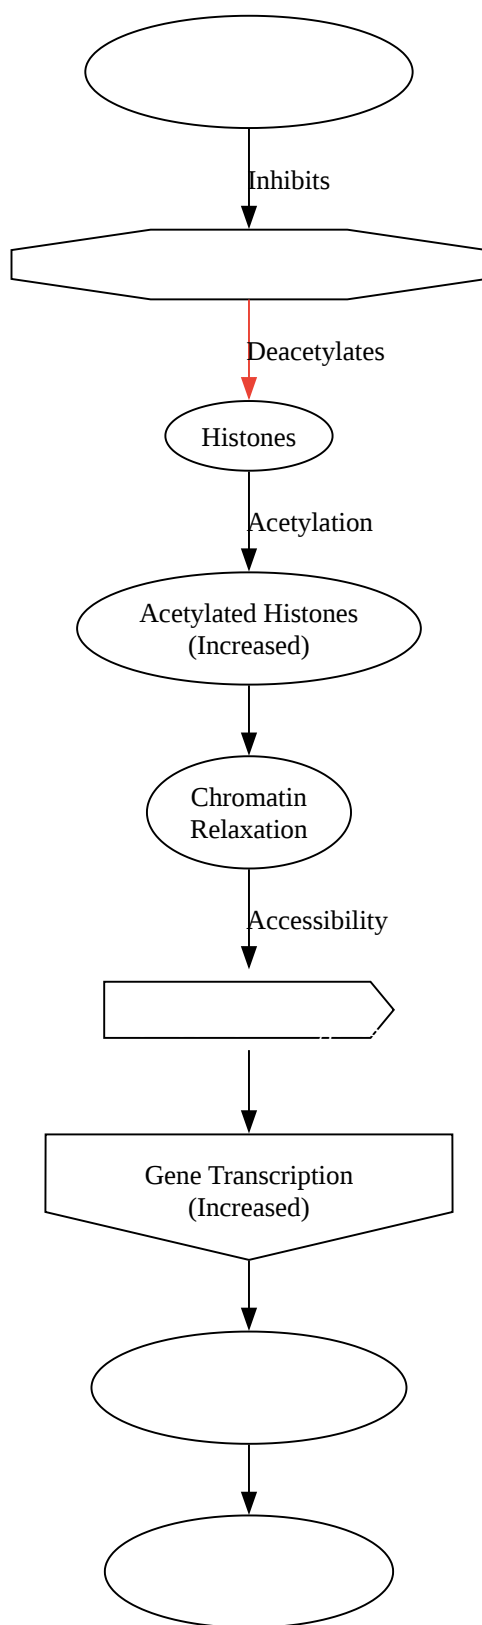 Inhibits
Deacetylates
Histones
Acetylation
Acetylated Histones
(Increased)
Chromatin
Relaxation
Accessibility
Gene Transcription
(Increased)